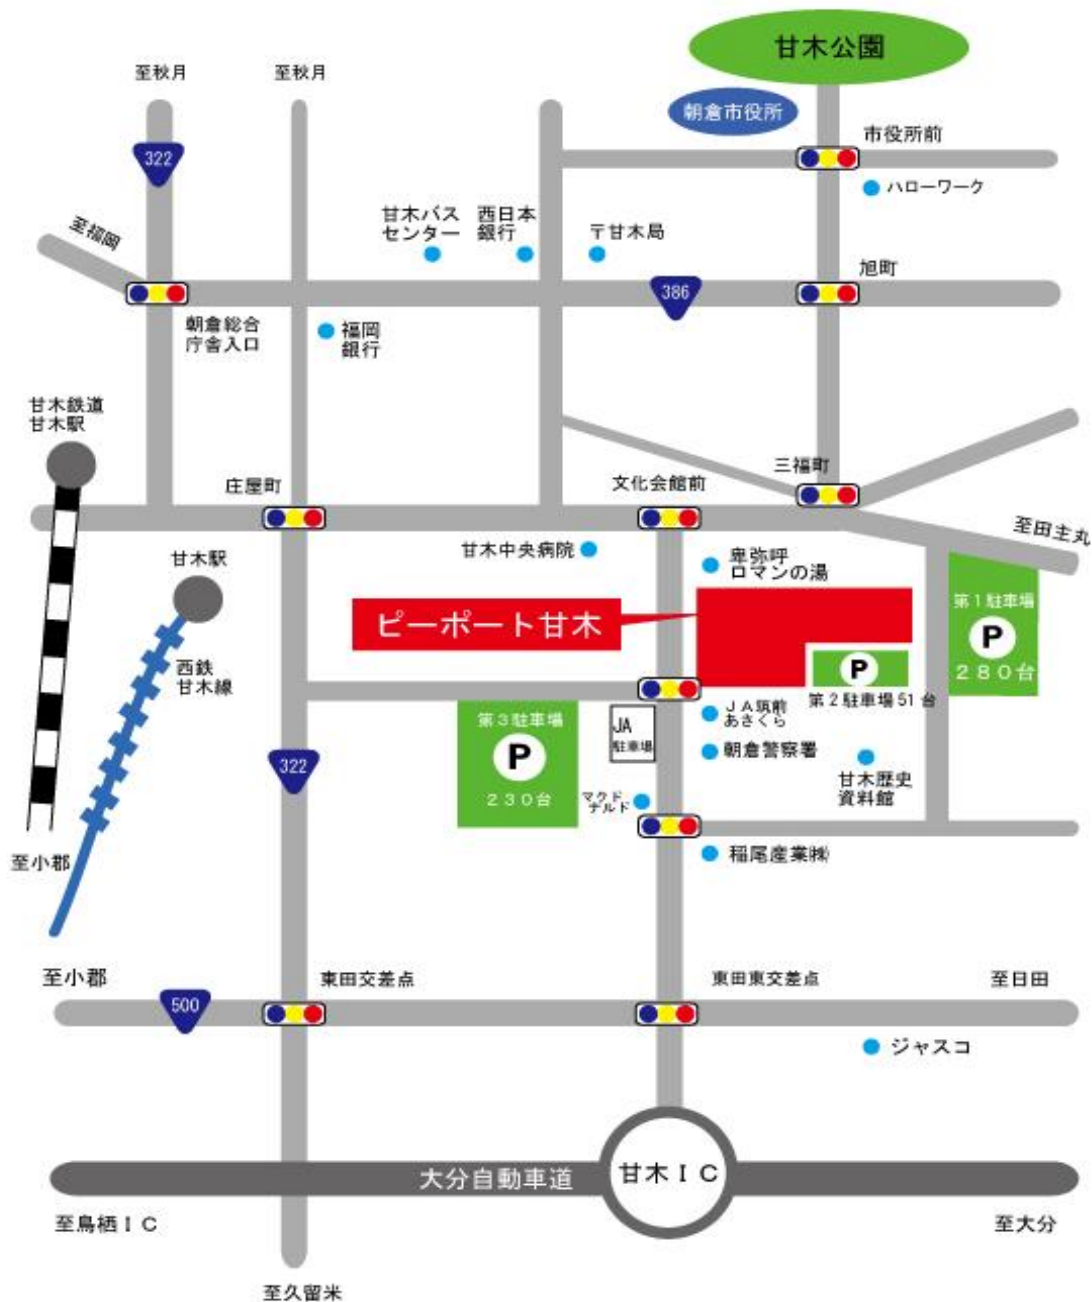 甘木公園
至秋月
至秋月
朝倉市役所
市役所前
322
ハローワーク
至福岡
甘木バス
センター
西日本
銀行
〒甘木局
旭町
386
朝倉総合
庁舎入口
福岡
銀行
甘木鉄道
甘木駅
庄屋町
文化会館前
三福町
至田主丸
甘木駅
甘木中央病院
卑弥呼
ロマンの湯
ピーポート甘木
第1駐車場
P
280台
P
第2駐車場51台
西鉄
甘木線
第3駐車場
P
230台
JA
駐車場
JA筑前
あさくら
朝倉警察署
甘木歴史
資料館
322
マクド
ナルド
至小郡
稲尾産業㈱
至小郡
500
東田交差点
東田東交差点
至日田
ジャスコ
大分自動車道
甘木IC
至鳥栖IC
至大分
至久留米